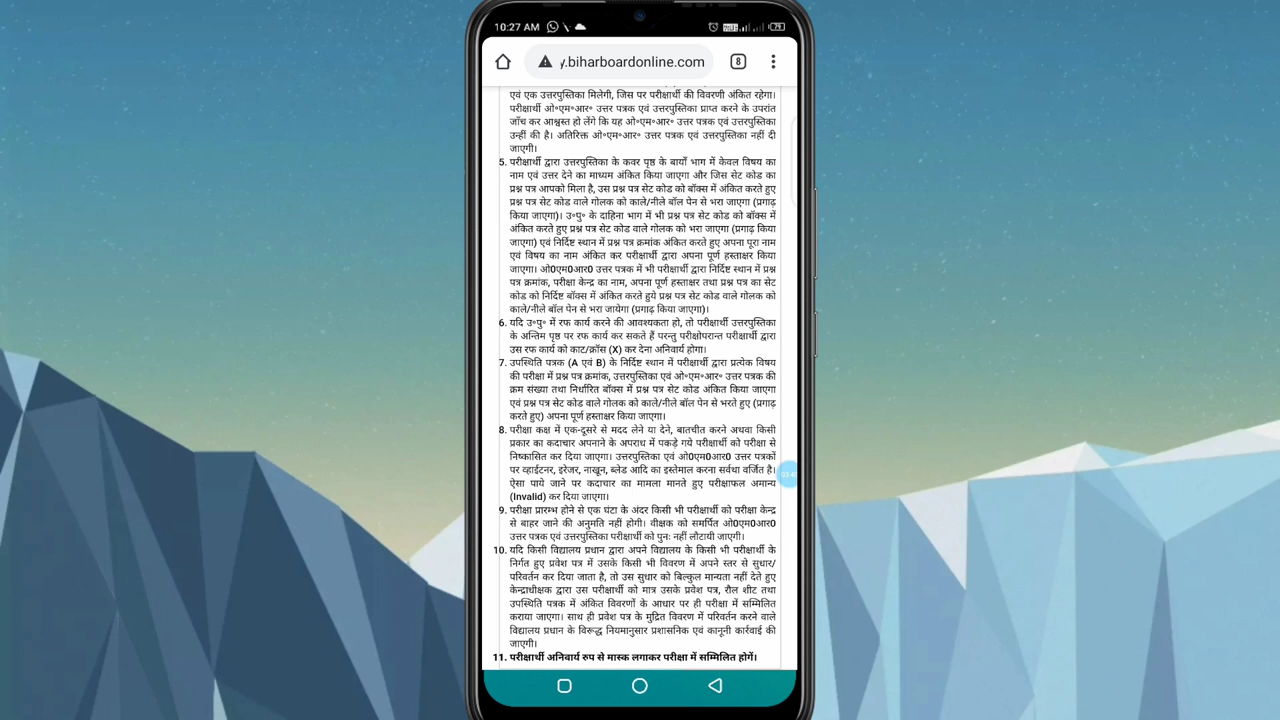 10:27 AM
79
y.biharboardonline.com
8
एवं एक उत्तरपुस्तिका मिलेगी, जिस पर परीक्षार्थी की विवरणी अंकित रहेगा।
परीक्षार्थी ओ॰एम॰आर॰ उत्तर पत्रक एवं उत्तरपुस्तिका प्राप्त करने के उपरांत
जाँच कर आश्वस्त हो लेंगे कि यह ओ॰एम॰आर॰ उत्तर पत्रक एवं उत्तरपुस्तिका
उन्हीं की है। अतिरिक्त ओ॰एम॰आर॰ उत्तर पत्रक एवं उत्तरपुस्तिका नहीं दी
जाएगी।
5. परीक्षार्थी द्वारा उत्तरपुस्तिका के कवर पृष्ठ के बायाँ भाग में केवल विषय का
नाम एवं उत्तर देने का माध्यम अंकित किया जाएगा और जिस सेट कोड का
प्रश्न पत्र आपको मिला है, उस प्रश्न पत्र सेट कोड को बॉक्स में अंकित करते हुए
प्रश्न पत्र सेट कोड वाले गोलक को काले/नीले बॉल पेन से भरा जाएगा (प्रगाढ़
किया जाएगा)। उ॰पु॰ के दाहिना भाग में भी प्रश्न पत्र सेट कोड को बॉक्स में
अंकित करते हुए प्रश्न पत्र सेट कोड वाले गोलक को भरा जाएगा (प्रगाढ़ किया
जाएगा) एवं निर्दिष्ट स्थान में प्रश्न पत्र क्रमांक अंकित करते हुए अपना पूरा नाम
एवं विषय का नाम अंकित कर परीक्षार्थी द्वारा अपना पूर्ण हस्ताक्षर किया
जाएगा। ओ0एम0आर0 उत्तर पत्रक में भी परीक्षार्थी द्वारा निर्दिष्ट स्थान में प्रश्न
पत्र क्रमांक, परीक्षा केन्द्र का नाम, अपना पूर्ण हस्ताक्षर तथा प्रश्न पत्र का सेट
कोड को निर्दिष्ट बॉक्स में अंकित करते हुये प्रश्न पत्र सेट कोड वाले गोलक को
काले/नीले बॉल पेन से भरा जायेगा (प्रगाढ़ किया जाएगा)।
6. यदि उ॰पु॰ में रफ कार्य करने की आवश्यकता हो, तो परीक्षार्थी उत्तरपुस्तिका
के अन्तिम पृष्ठ पर रफ कार्य कर सकते हैं परन्तु परीक्षोपरान्त परीक्षार्थी द्वारा
उस रफ कार्य को काट/क्रॉस (X) कर देना अनिवार्य होगा।
7. उपस्थिति पत्रक (A एवं B) के निर्दिष्ट स्थान में परीक्षार्थी द्वारा प्रत्येक विषय
की परीक्षा में प्रश्न पत्र क्रमांक, उत्तरपुस्तिका एवं ओ॰एम॰आर॰ उत्तर पत्रक की
क्रम संख्या तथा निर्धारित बॉक्स में प्रश्न पत्र सेट कोड अंकित किया जाएगा
एवं प्रश्न पत्र सेट कोड वाले गोलक को काले/नीले बॉल पेन से भरते हुए (प्रगाढ़
करते हुए) अपना पूर्ण हस्ताक्षर किया जाएगा।
8. परीक्षा कक्ष में एक-दूसरे से मदद लेने या देने, बातचीत करने अथवा किसी
प्रकार का कदाचार अपनाने के अपराध में पकड़े गये परीक्षार्थी को परीक्षा से
निष्कासित कर दिया जाएगा। उत्तरपुस्तिका एवं ओ0एम0आर0 उत्तर पत्रकों
पर व्हाईटनर, इरेजर, नाखून, ब्लेड आदि का इस्तेमाल करना सर्वथा वर्जित है।
ऐसा पाये जाने पर कदाचार का मामला मानते हुए परीक्षाफल अमान्य
(Invalid) कर दिया जाएगा।
9. परीक्षा प्रारम्भ होने से एक घंटा के अंदर किसी भी परीक्षार्थी को परीक्षा केन्द्र
से बाहर जाने की अनुमति नहीं होगी। वीक्षक को समर्पित ओ0एम0आर0
उत्तर पत्रक एवं उत्तरपुस्तिका परीक्षार्थी को पुनः नहीं लौटायी जाएगी।
10. यदि किसी विद्यालय प्रधान द्वारा अपने विद्यालय के किसी भी परीक्षार्थी के
निर्गत हुए प्रवेश पत्र में उसके किसी भी विवरण में अपने स्तर से सुधार/
परिवर्तन कर दिया जाता है, तो उस सुधार को बिल्कुल मान्यता नहीं देते हुए
केन्द्राधीक्षक द्वारा उस परीक्षार्थी को मात्र उसके प्रवेश पत्र, रौल शीट तथा
उपस्थिति पत्रक में अंकित विवरणों के आधार पर ही परीक्षा में सम्मिलित
कराया जाएगा। साथ ही प्रवेश पत्र के मुद्रित विवरण में परिवर्तन करने वाले
विद्यालय प्रधान के विरूद्ध नियमानुसार प्रशासनिक एवं कानूनी कार्रवाई की
जाएगी।
11. परीक्षार्थी अनिवार्य रुप से मास्क लगाकर परीक्षा में सम्मिलित होगें।